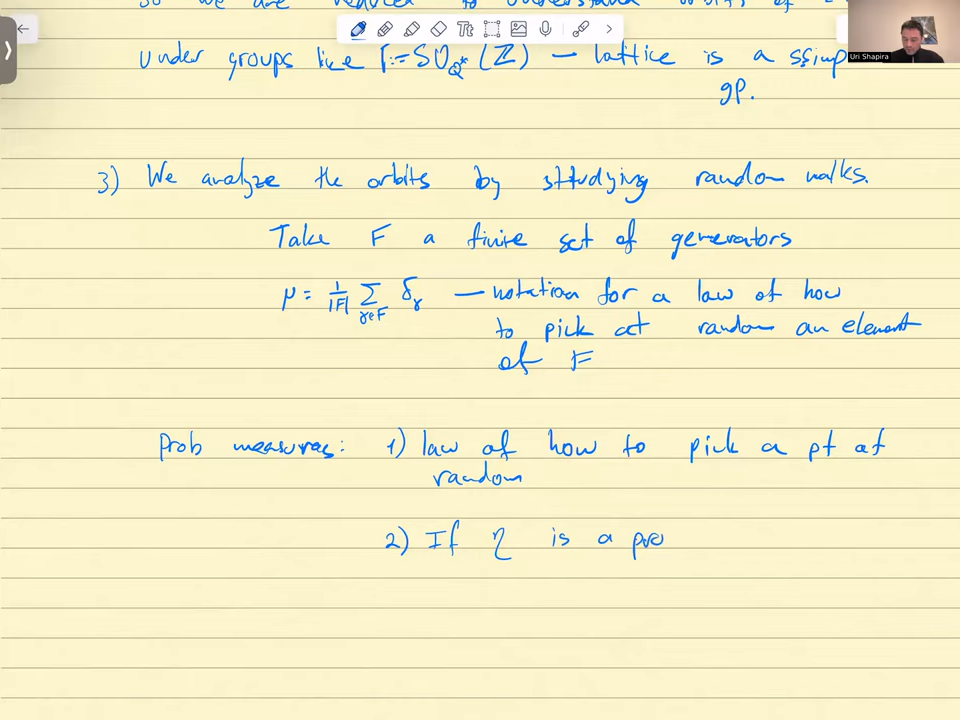 under groups like Γ:=SO_{Q*}(ℤ) — lattice is a ssimp
gp.
Uri Shapira
3) We analyze the orbits by studying random walks.
Take F a finite set of generators
μ = 1/|F| Σ_{γ∈F} δ_γ — notation for a law of how
to pick at random an element
of F
Prob measures: 1) law of how to pick a pt at
random
2) If η is a pro